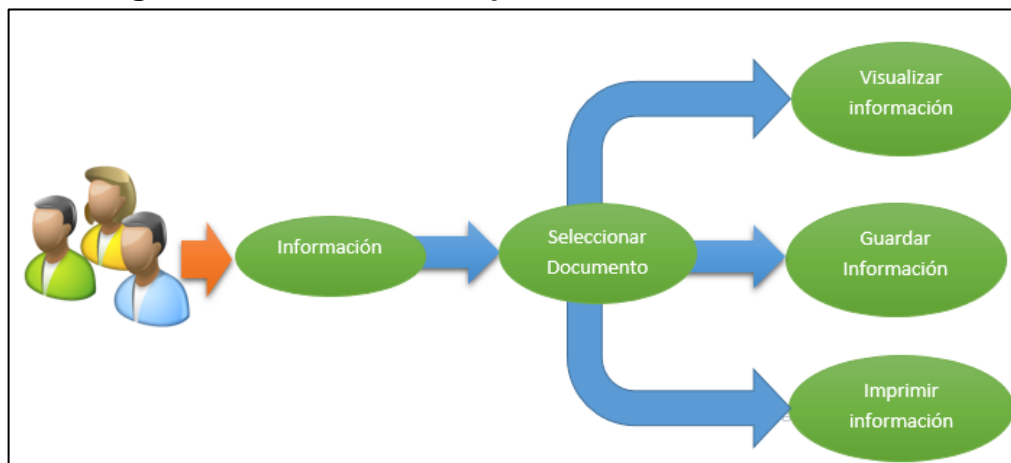 Visualizar
información
Información
Seleccionar
Documento
Guardar
Información
Imprimir
información